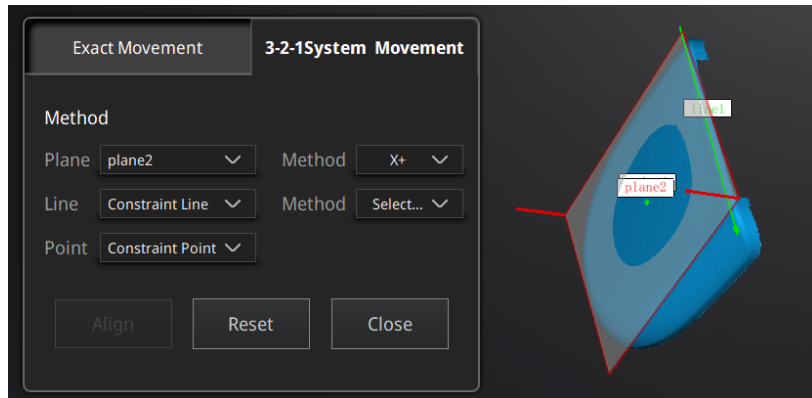 Exact Movement
3-2-1System Movement
Method
Plane plane2 Method X+
Line Constraint Line Method Select...
Point Constraint Point
Align Reset Close
line1
plane2